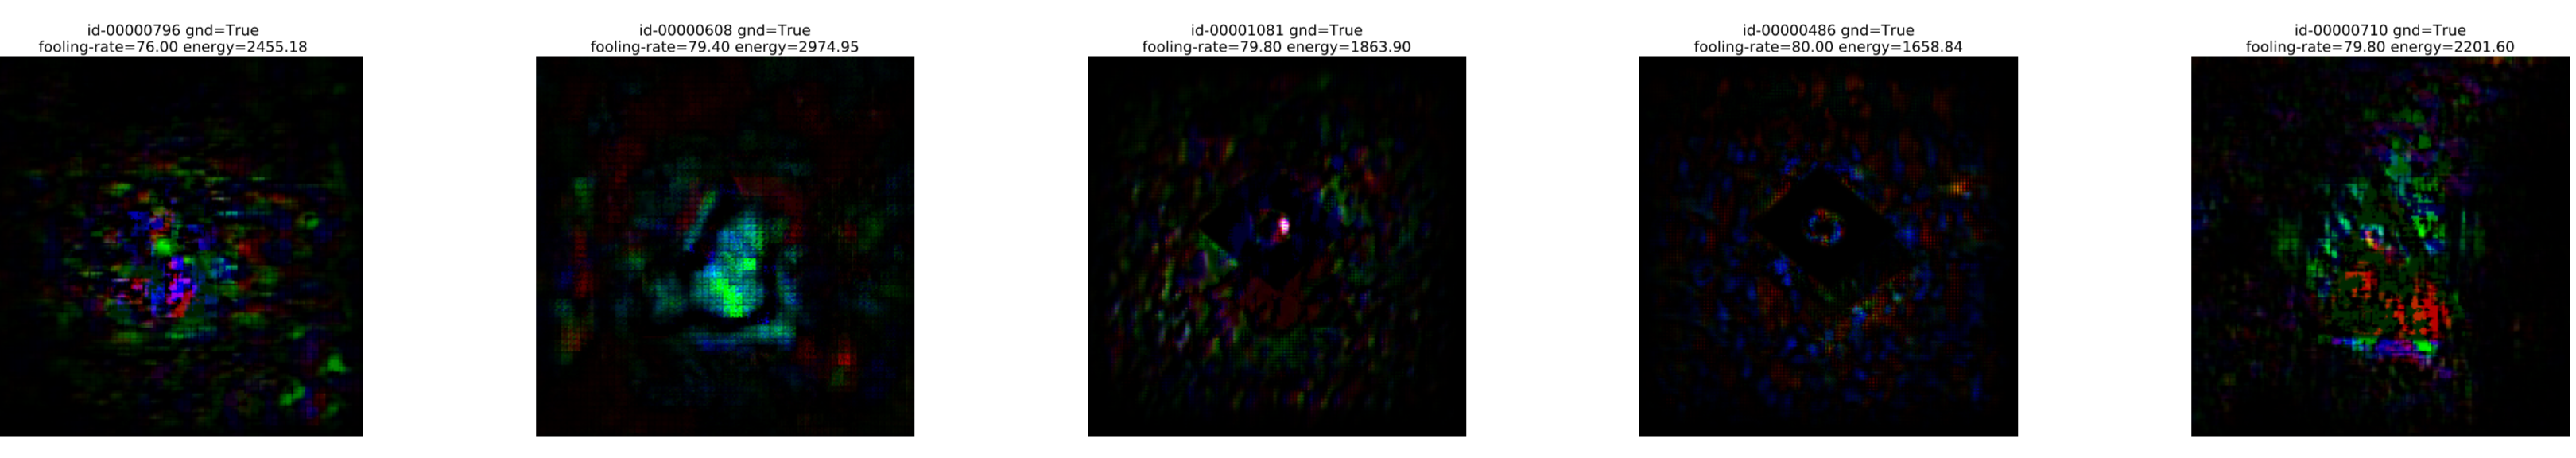 id-00000796 gnd=True
fooling-rate=76.00 energy=2455.18
id-00000608 gnd=True
fooling-rate=79.40 energy=2974.95
id-00001081 gnd=True
fooling-rate=79.80 energy=1863.90
id-00000486 gnd=True
fooling-rate=80.00 energy=1658.84
id-00000710 gnd=True
fooling-rate=79.80 energy=2201.60